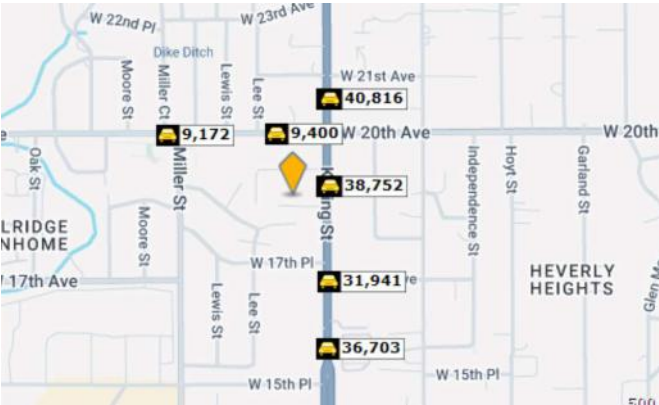 W 22nd Pl
W 23rd Ave
Dike Ditch
Moore St
Miller Ct
Lewis St
Lee St
W 21st Ave
40,816
9,172
9,400
W 20th Ave
W 20th
Oak St
Miller St
38,752
Independence St
Hoyt St
Garland St
LRIDGE
NHOME
Moore St
W 17th Pl
17th Ave
31,941
HEVERLY
HEIGHTS
Lewis St
Lee St
36,703
W 15th Pl
W 15th Pl